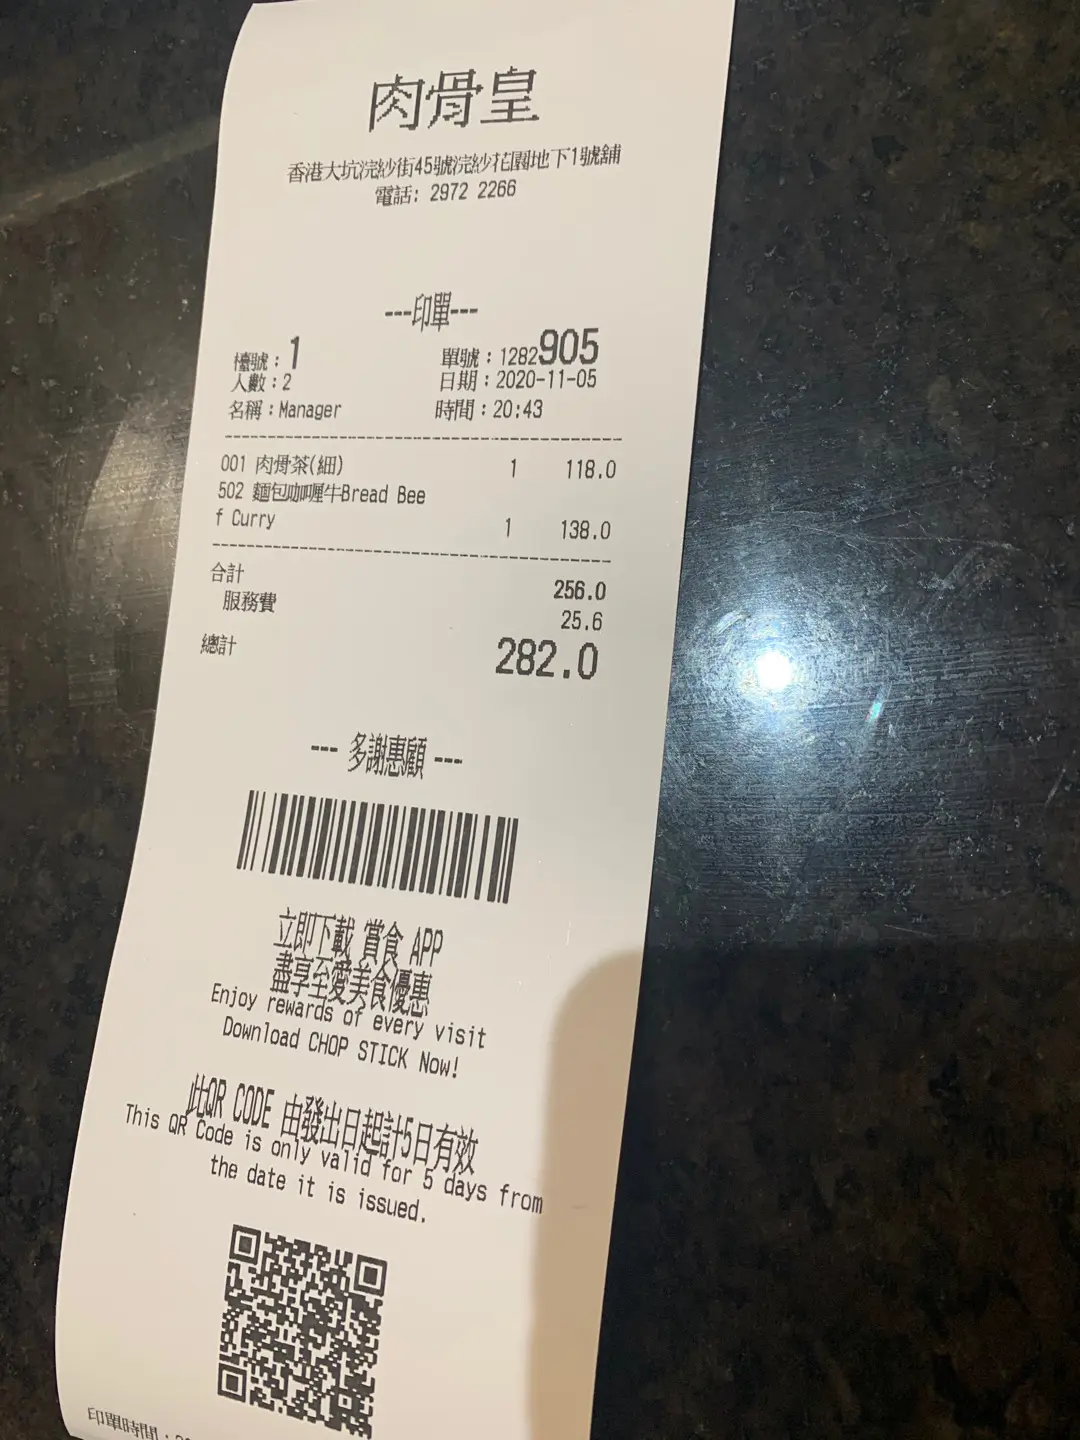 肉骨皇
香港大坑浣紗街45號浣紗花園地下1號舖
電話: 2972 2266
---印單---
檯號：1 單號：1282905
人數：2 日期：2020-11-05
名稱：Manager 時間：20:43
001 肉骨茶(細) 1 118.0
502 麵包咖喱牛Bread Bee
f Curry 1 138.0
合計 256.0
服務費 25.6
總計 282.0
--- 多謝惠顧 ---
立即下載 賞食 APP
盡享至愛美食優惠
Enjoy rewards of every visit
Download CHOP STICK Now!
此QR CODE 由發出日起計5日有效
This QR Code is only valid for 5 days from
the date it is issued.
印單時間：